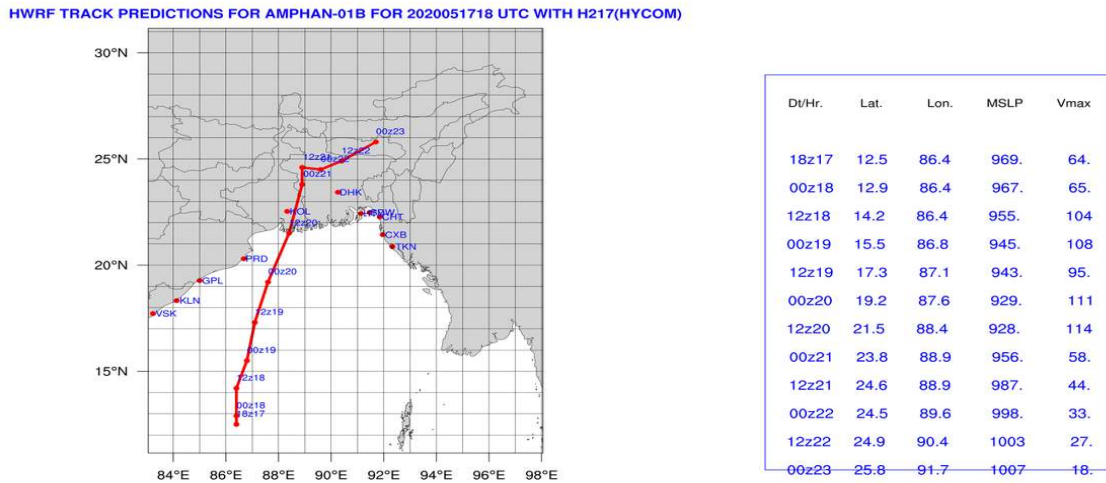 HWRF TRACK PREDICTIONS FOR AMPHAN-01B FOR 2020051718 UTC WITH H217(HYCOM)
30°N
25°N
20°N
15°N
84°E 86°E 88°E 90°E 92°E 94°E 96°E 98°E
00z23
12z22
12z21
00z22
00z21
DHK
KOL
CHT
12z20
CXB
TKN
PRD
00z20
GPL
KLN
VSK
12z19
00z19
12z18
00z18
18z17
Dt/Hr. Lat. Lon. MSLP Vmax
18z17 12.5 86.4 969. 64.
00z18 12.9 86.4 967. 65.
12z18 14.2 86.4 955. 104
00z19 15.5 86.8 945. 108
12z19 17.3 87.1 943. 95.
00z20 19.2 87.6 929. 111
12z20 21.5 88.4 928. 114
00z21 23.8 88.9 956. 58.
12z21 24.6 88.9 987. 44.
00z22 24.5 89.6 998. 33.
12z22 24.9 90.4 1003 27.
00z23 25.8 91.7 1007 18.